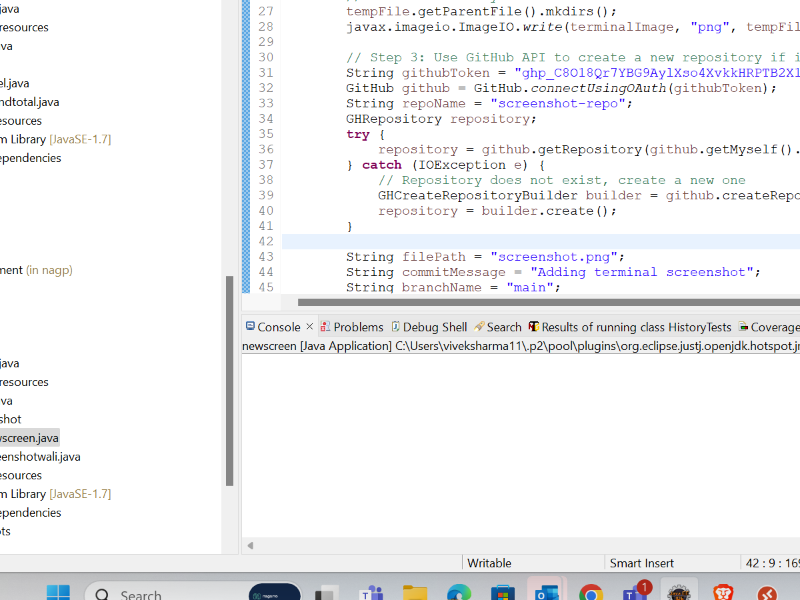 java
resources
va
el.java
ndtotal.java
esources
m Library [JavaSE-1.7]
ependencies
ment (in nagp)
java
resources
va
shot
wscreen.java
eenshotwali.java
esources
m Library [JavaSE-1.7]
ependencies
ots
27 tempFile.getParentFile().mkdirs();
28 javax.imageio.ImageIO.write(terminalImage, "png", tempFil
29
30 // Step 3: Use GitHub API to create a new repository if i
31 String githubToken =
32 GitHub github = GitHub.connectUsingOAuth(githubToken);
33 String repoName = "screenshot-repo";
34 GHRepository repository;
35 try {
36 repository = github.getRepository(github.getMyself().
37 } catch (IOException e) {
38 // Repository does not exist, create a new one
39 GHCreateRepositoryBuilder builder = github.createRepo
40 repository = builder.create();
41 }
42
43 String filePath = "screenshot.png";
44 String commitMessage = "Adding terminal screenshot";
45 String branchName = "main";
Console × Problems Debug Shell Search Results of running class HistoryTests Coverage
newscreen [Java Application] C:\Users\viveksharma11\.p2\pool\plugins\org.eclipse.justj.openjdk.hotspot.jr
Writable Smart Insert 42 : 9 : 169
Search
1